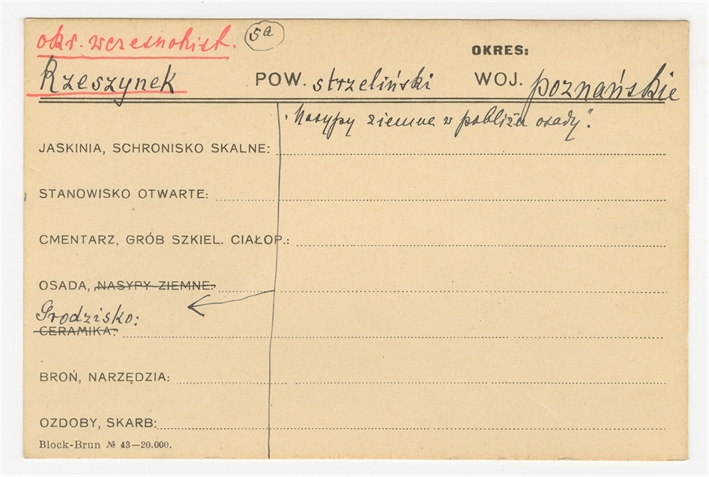 okr. wczesnohist. 5a
OKRES:
Rzeszynek POW. strzeliński WOJ. poznańskie
"Nasypy ziemne w pobliżu osady".
JASKINIA, SCHRONISKO SKALNE:
STANOWISKO OTWARTE:
CMENTARZ, GRÓB SZKIEL. CIAŁOP.:
OSADA, NASYPY ZIEMNE:
Grodzisko:
CERAMIKA:
BROŃ, NARZĘDZIA:
OZDOBY, SKARB:
Block-Brun № 43—20.000.